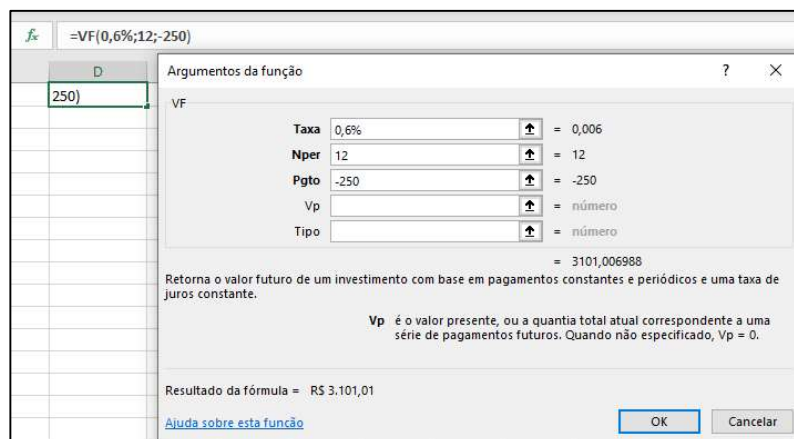 fx =VF(0,6%;12;-250)
D
250)
Argumentos da função ? ×
VF
Taxa 0,6% = 0,006
Nper 12 = 12
Pgto -250 = -250
Vp = número
Tipo = número
= 3101,006988
Retorna o valor futuro de um investimento com base em pagamentos constantes e periódicos e uma taxa de
juros constante.
Vp é o valor presente, ou a quantia total atual correspondente a uma
série de pagamentos futuros. Quando não especificado, Vp = 0.
Resultado da fórmula = R$ 3.101,01
Ajuda sobre esta função
OK Cancelar